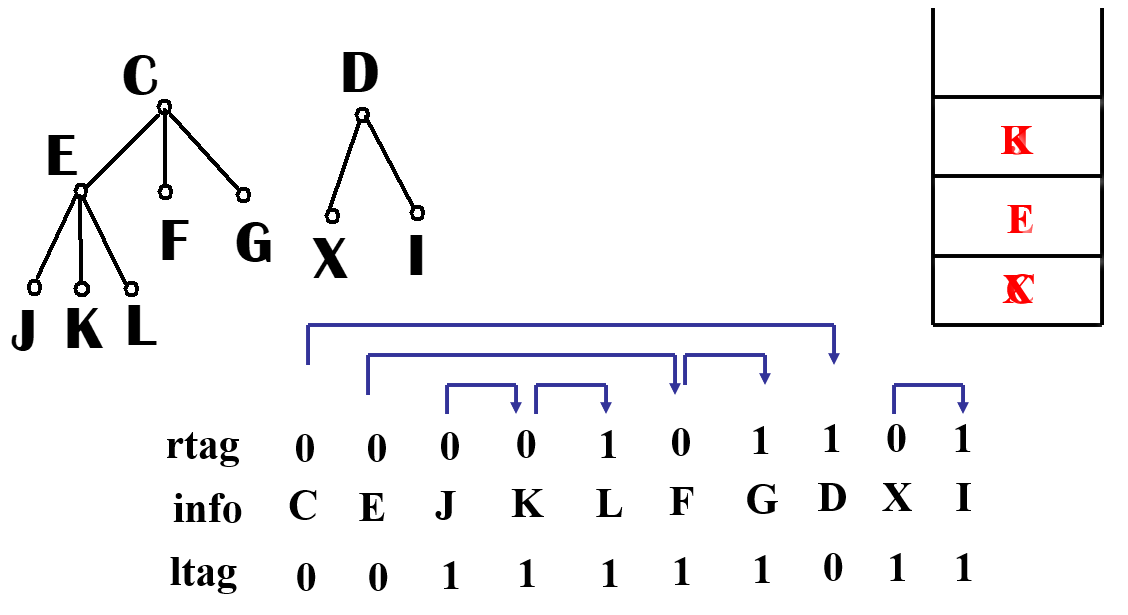 C D
E
F G X I
J K L
E
rtag 0 0 0 0 1 0 1 1 0 1
info C E J K L F G D X I
ltag 0 0 1 1 1 1 1 0 1 1